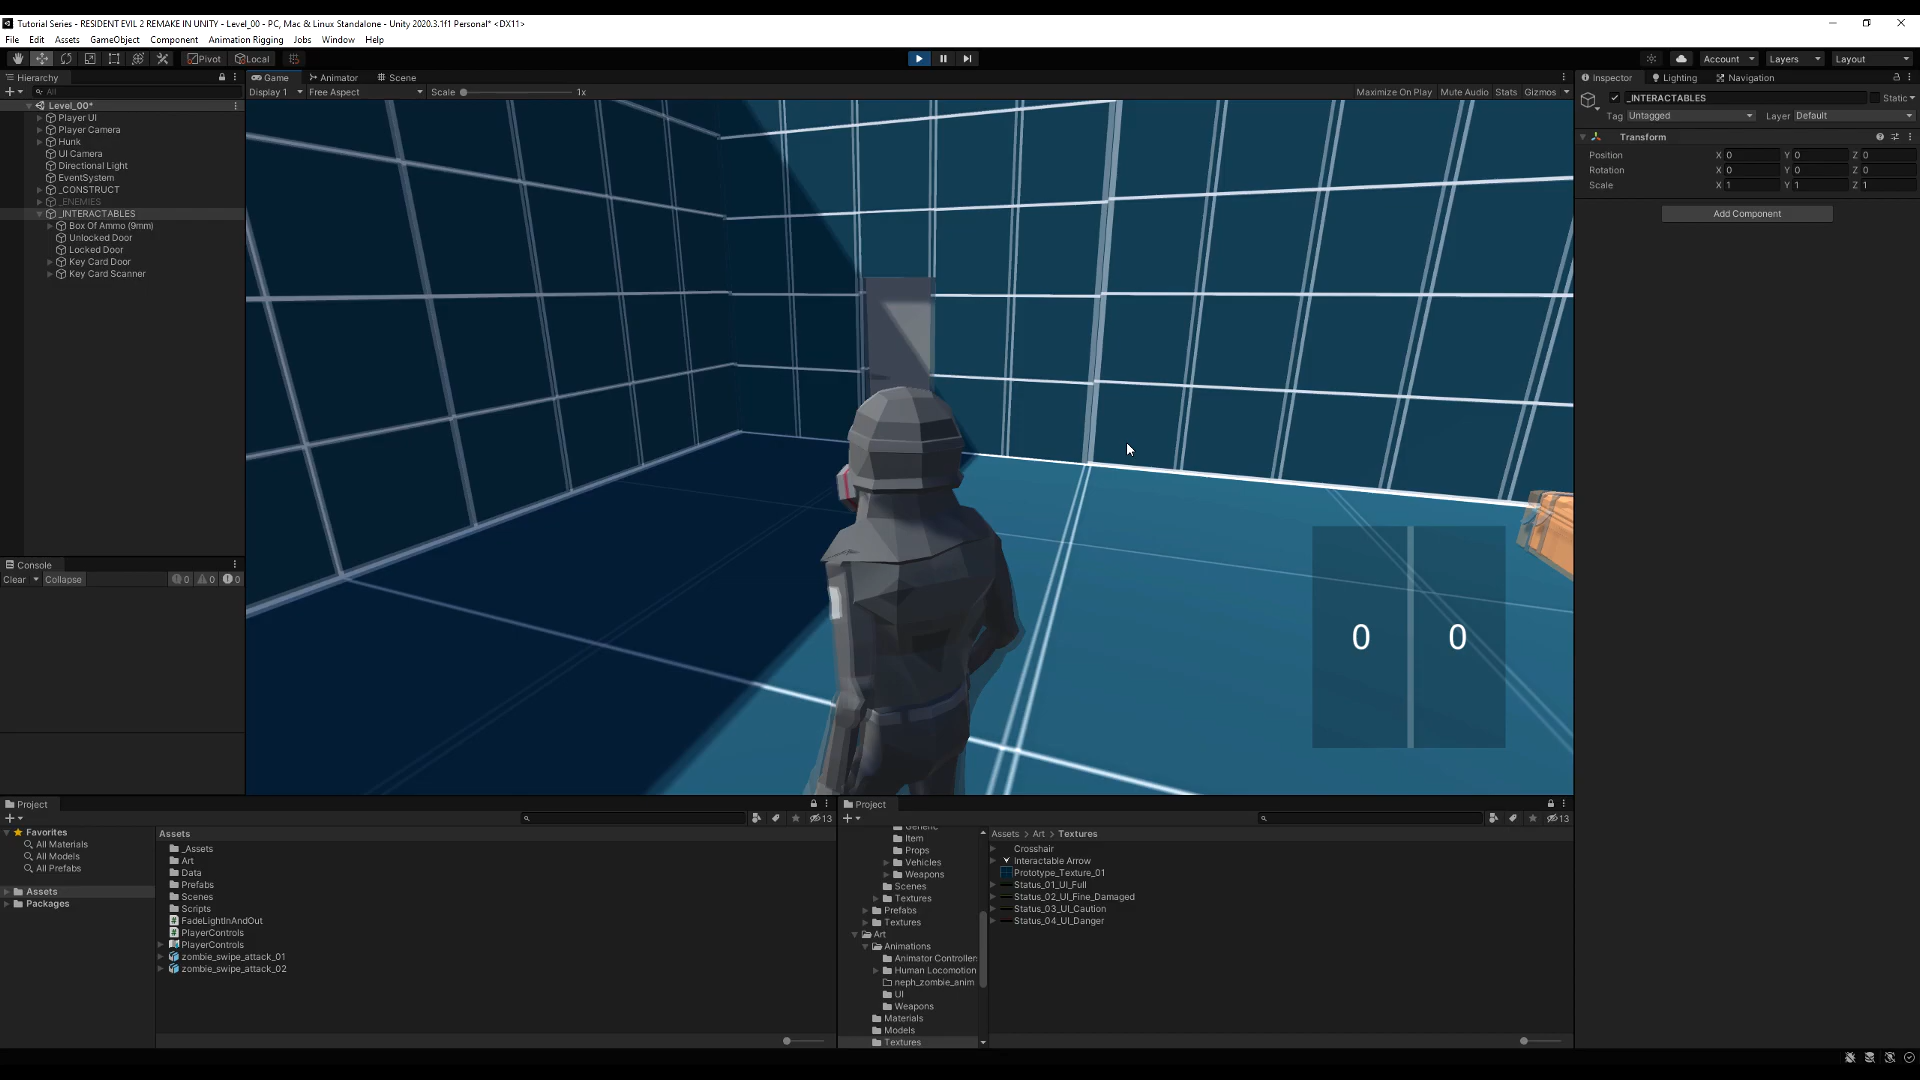 Tutorial Series - RESIDENT EVIL 2 REMAKE IN UNITY - Level_00 - PC, Mac & Linux Standalone - Unity 2020.3.1f1 Personal* <DX11>
File Edit Assets GameObject Component Animation Rigging Jobs Window Help
Pivot Local Account Layers Layout
Hierarchy
All
Level_00*
Player UI
Player Camera
Hunk
UI Camera
Directional Light
EventSystem
_CONSTRUCT
_ENEMIES
_INTERACTABLES
Box Of Ammo (9mm)
Unlocked Door
Locked Door
Key Card Door
Key Card Scanner
Console
Clear Collapse 0 0 0
Game Animator Scene
Display 1 Free Aspect Scale 1x Maximize On Play Mute Audio Stats Gizmos
0 0
Inspector Lighting Navigation
_INTERACTABLES Static
Tag Untagged Layer Default
Transform
Position X 0 Y 0 Z 0
Rotation X 0 Y 0 Z 0
Scale X 1 Y 1 Z 1
Add Component
Project
13
Favorites
All Materials
All Models
All Prefabs
Assets
Packages
Assets
_Assets
Art
Data
Prefabs
Scenes
Scripts
FadeLightInAndOut
PlayerControls
PlayerControls
zombie_swipe_attack_01
zombie_swipe_attack_02
Project
13
Generic
Item
Props
Vehicles
Weapons
Scenes
Textures
Prefabs
Textures
Art
Animations
Animator Controller
Human Locomotion
neph_zombie_anim
UI
Weapons
Materials
Models
Textures
Assets > Art > Textures
Crosshair
Interactable Arrow
Prototype_Texture_01
Status_01_UI_Full
Status_02_UI_Fine_Damaged
Status_03_UI_Caution
Status_04_UI_Danger